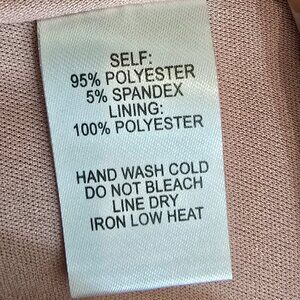 SELF:
95% POLYESTER
5% SPANDEX
LINING:
100% POLYESTER
HAND WASH COLD
DO NOT BLEACH
LINE DRY
IRON LOW HEAT